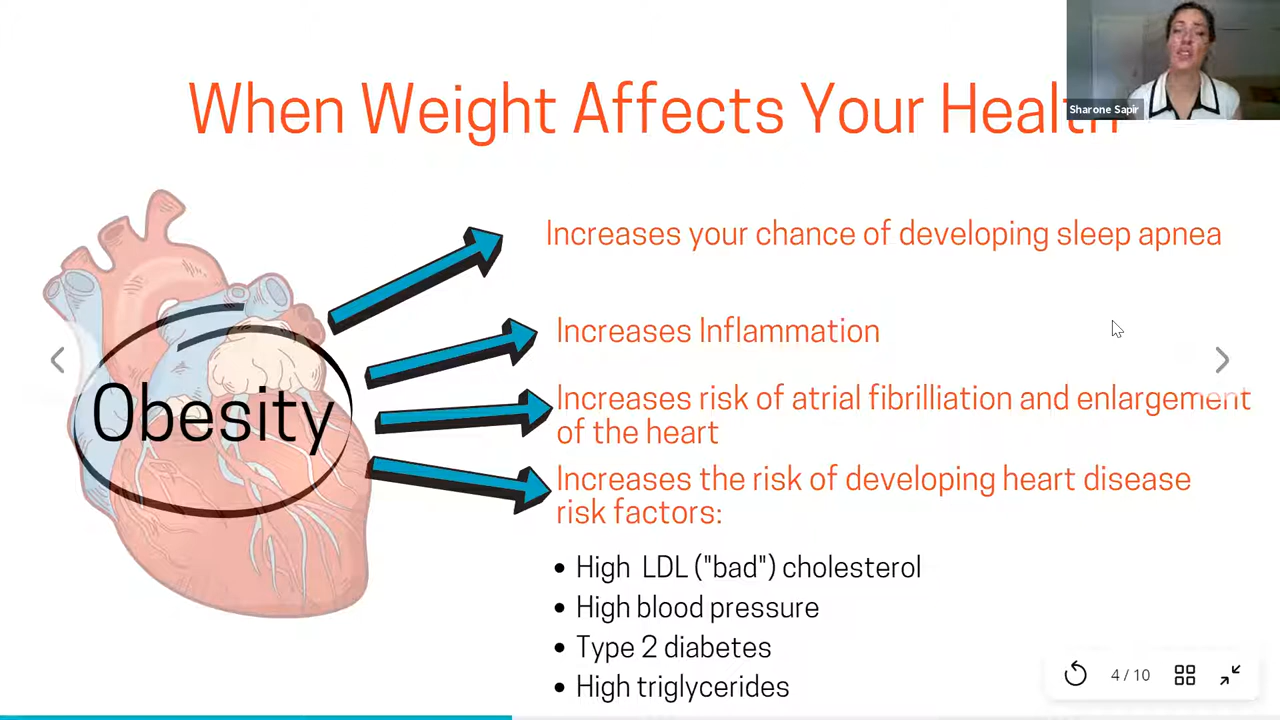 Sharone Sapir
When Weight Affects Your Health
Increases your chance of developing sleep apnea
Increases Inflammation
Increases risk of atrial fibrilliation and enlargement
of the heart
Obesity
Increases the risk of developing heart disease
risk factors:
• High LDL ("bad") cholesterol
• High blood pressure
• Type 2 diabetes
• High triglycerides
4 / 10